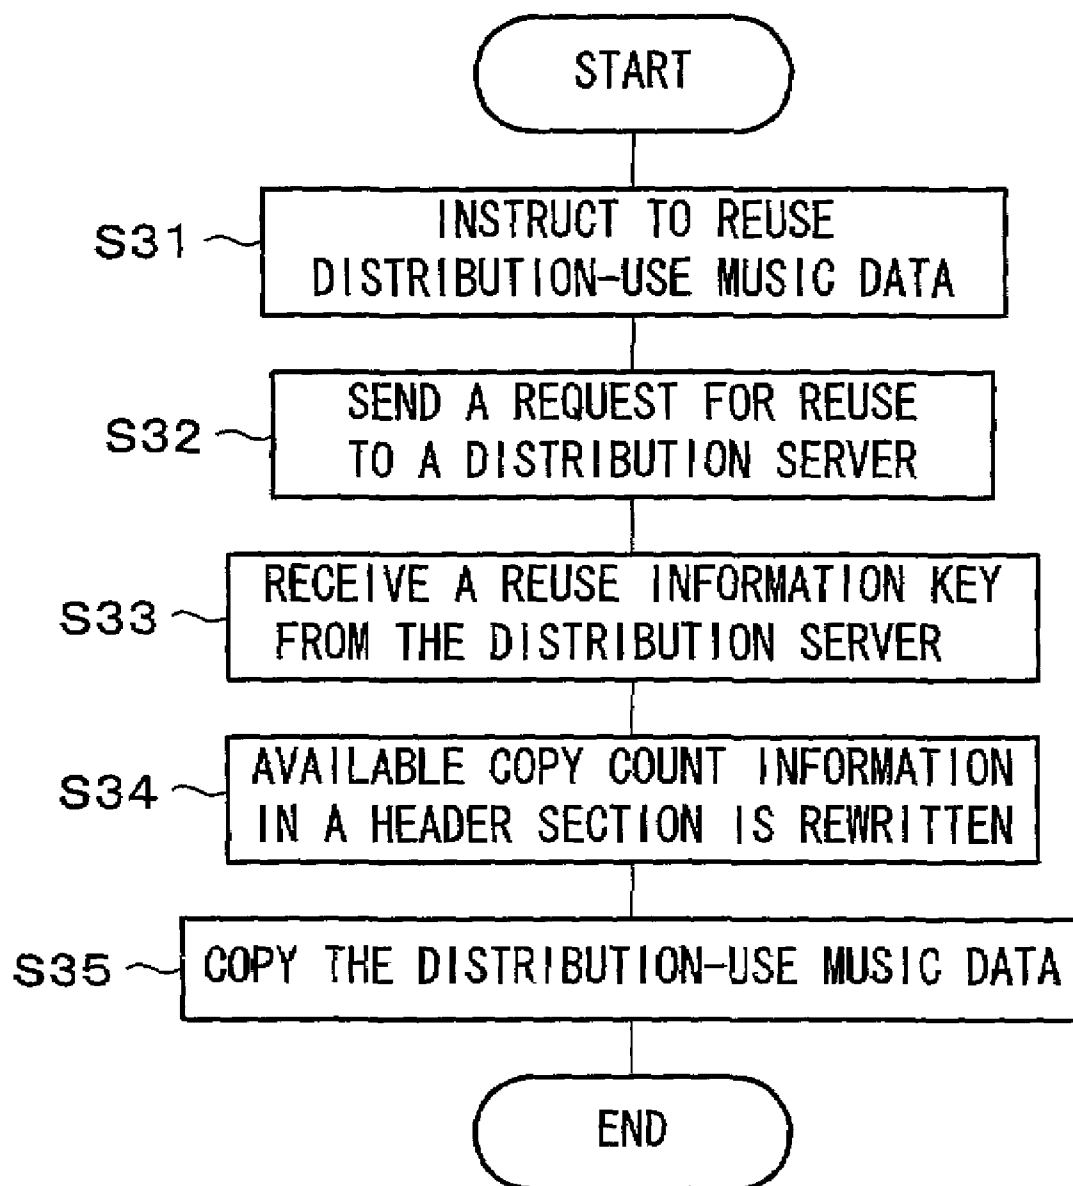 START
S31
INSTRUCT TO REUSE
DISTRIBUTION-USE MUSIC DATA
S32
SEND A REQUEST FOR REUSE
TO A DISTRIBUTION SERVER
S33
RECEIVE A REUSE INFORMATION KEY
FROM THE DISTRIBUTION SERVER
S34
AVAILABLE COPY COUNT INFORMATION
IN A HEADER SECTION IS REWRITTEN
S35
COPY THE DISTRIBUTION-USE MUSIC DATA
END